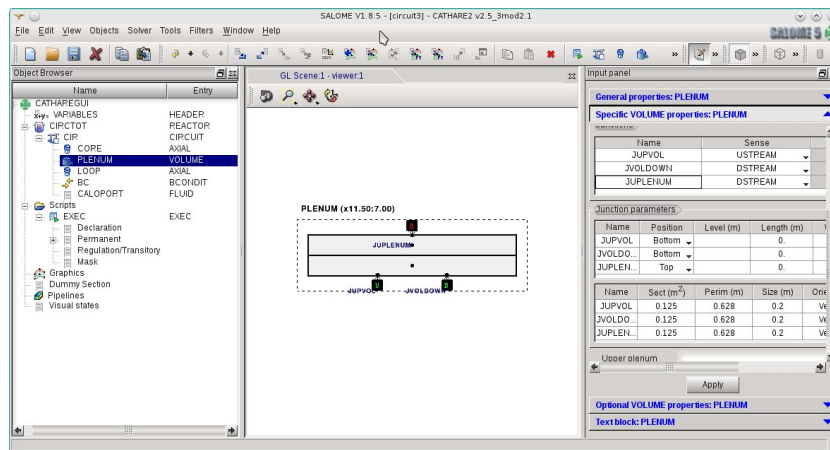 SALOME V1.8.5 - [circuit3] - CATHARE2 v2.5_3mod2.1
File Edit View Objects Solver Tools Filters Window Help
SALOME 5
Object Browser
Name Entry
CATHAREGUI
x+y= VARIABLES HEADER
CIRCTOT REACTOR
CIR CIRCUIT
CORE AXIAL
PLENUM VOLUME
LOOP AXIAL
BC BCONDIT
CALOPORT FLUID
Scripts
EXEC EXEC
Declaration
Permanent
Regulation/Transitory
Mask
Graphics
Dummy Section
Pipelines
Visual states
GL Scene:1 - viewer:1
PLENUM (x11.50:7.00)
D
JUPLENUM
D D
JUPVOL JVOLDOWN
Input panel
General properties: PLENUM
Specific VOLUME properties: PLENUM
Junctions
Name Sense
JUPVOL USTREAM
JVOLDOWN DSTREAM
JUPLENUM DSTREAM
Junction parameters
Name Position Level (m) Length (m)
JUPVOL Bottom 0.
JVOLDO... Bottom 0.
JUPLEN... Top 0.
Name Sect (m2) Perim (m) Size (m) Orie
JUPVOL 0.125 0.628 0.2 Ve
JVOLDO... 0.125 0.628 0.2 Ve
JUPLEN... 0.125 0.628 0.2 Ve
Upper plenum
Apply
Optional VOLUME properties: PLENUM
Text block: PLENUM